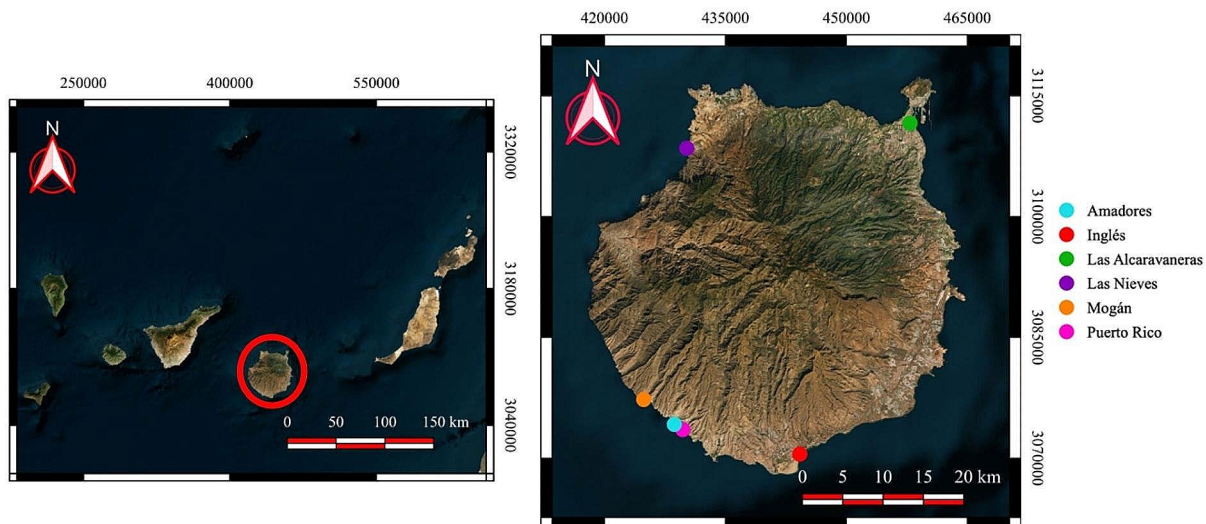 250000 400000 550000
N
3320000
3180000
3040000
0 50 100 150 km
420000 435000 450000 465000
N
3115000
3100000
3085000
3070000
0 5 10 15 20 km
Amadores
Inglés
Las Alcaravaneras
Las Nieves
Mogán
Puerto Rico